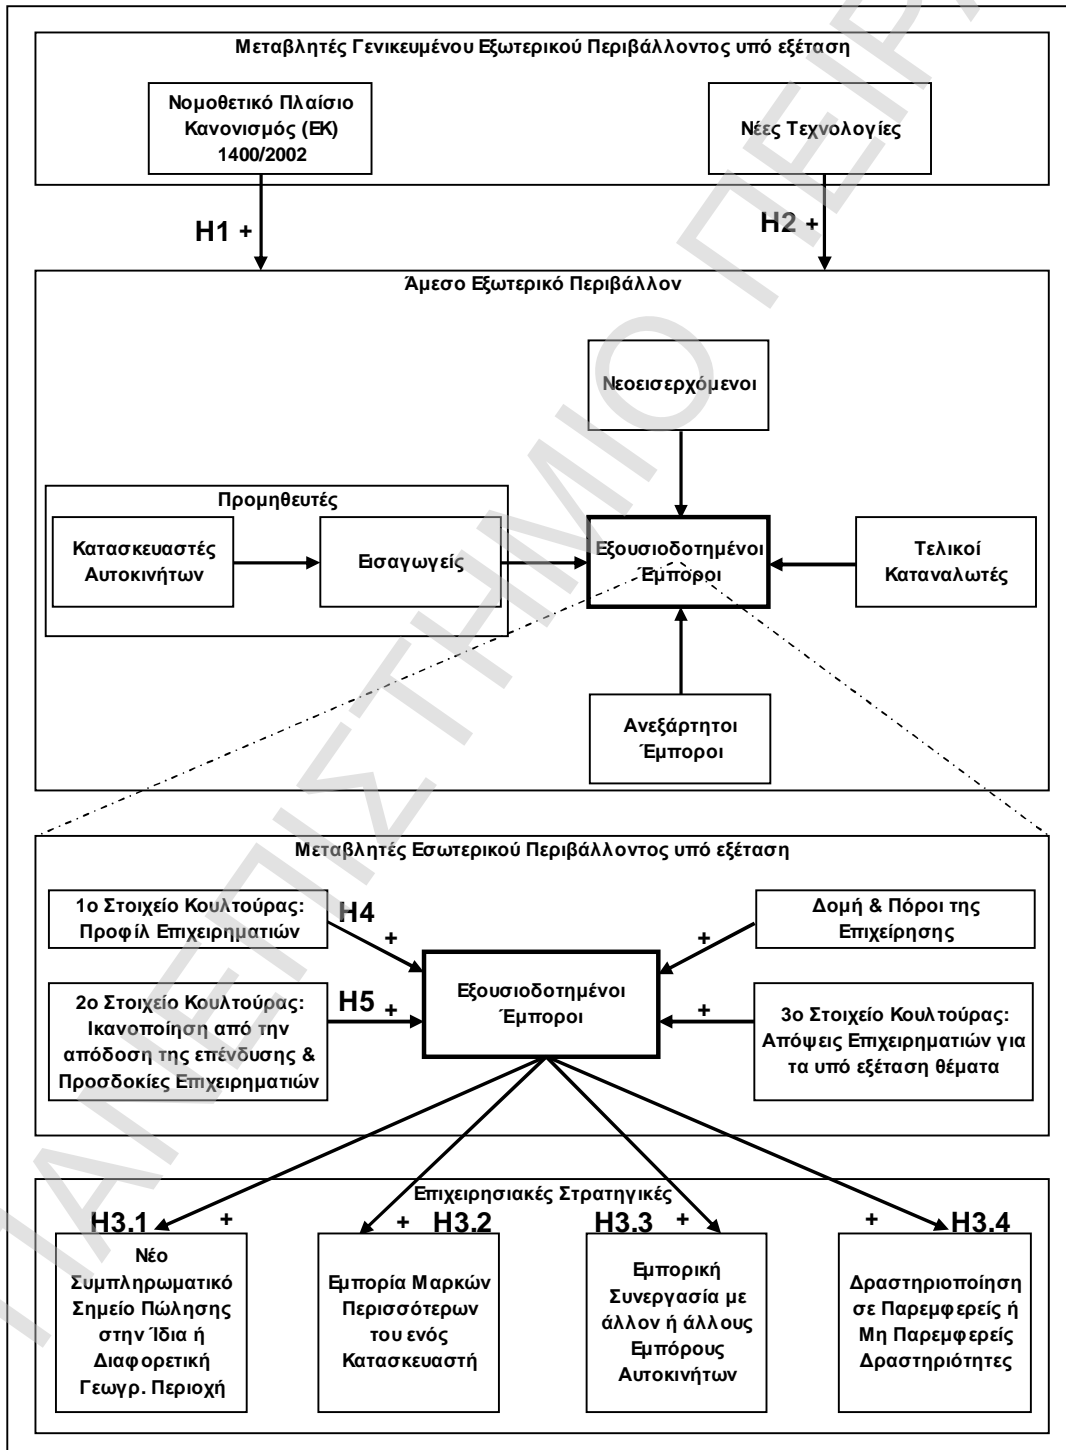 Μεταβλητές Γενικευμένου Εξωτερικού Περιβάλλοντος υπό εξέταση
Νομοθετικό Πλαίσιο
Κανονισμός (ΕΚ)
1400/2002
Νέες Τεχνολογίες
H1 +
H2 +
Άμεσο Εξωτερικό Περιβάλλον
Νεοεισερχόμενοι
Προμηθευτές
Κατασκευαστές
Αυτοκινήτων
Εισαγωγείς
Εξουσιοδοτημένοι
Έμποροι
Τελικοί
Καταναλωτές
Ανεξάρτητοι
Έμποροι
Μεταβλητές Εσωτερικού Περιβάλλοντος υπό εξέταση
1ο Στοιχείο Κουλτούρας:
Προφίλ Επιχειρηματιών
H4
+
Δομή & Πόροι της
Επιχείρησης
+
Εξουσιοδοτημένοι
Έμποροι
2ο Στοιχείο Κουλτούρας:
Ικανοποίηση από την
απόδοση της επένδυσης &
Προσδοκίες Επιχειρηματιών
H5 +
+
3ο Στοιχείο Κουλτούρας:
Απόψεις Επιχειρηματιών για
τα υπό εξέταση θέματα
Επιχειρησιακές Στρατηγικές
H3.1 +
+ H3.2
H3.3 +
+ H3.4
Νέο
Συμπληρωματικό
Σημείο Πώλησης
στην Ίδια ή
Διαφορετική
Γεωγρ. Περιοχή
Εμπορία Μαρκών
Περισσότερων
του ενός
Κατασκευαστή
Εμπορική
Συνεργασία με
άλλον ή άλλους
Εμπόρους
Αυτοκινήτων
Δραστηριοποίηση
σε Παρεμφερείς ή
Μη Παρεμφερείς
Δραστηριότητες
ΠΑΝΕΠΙΣΤΗΜΙΟ ΠΕΙΡΑ